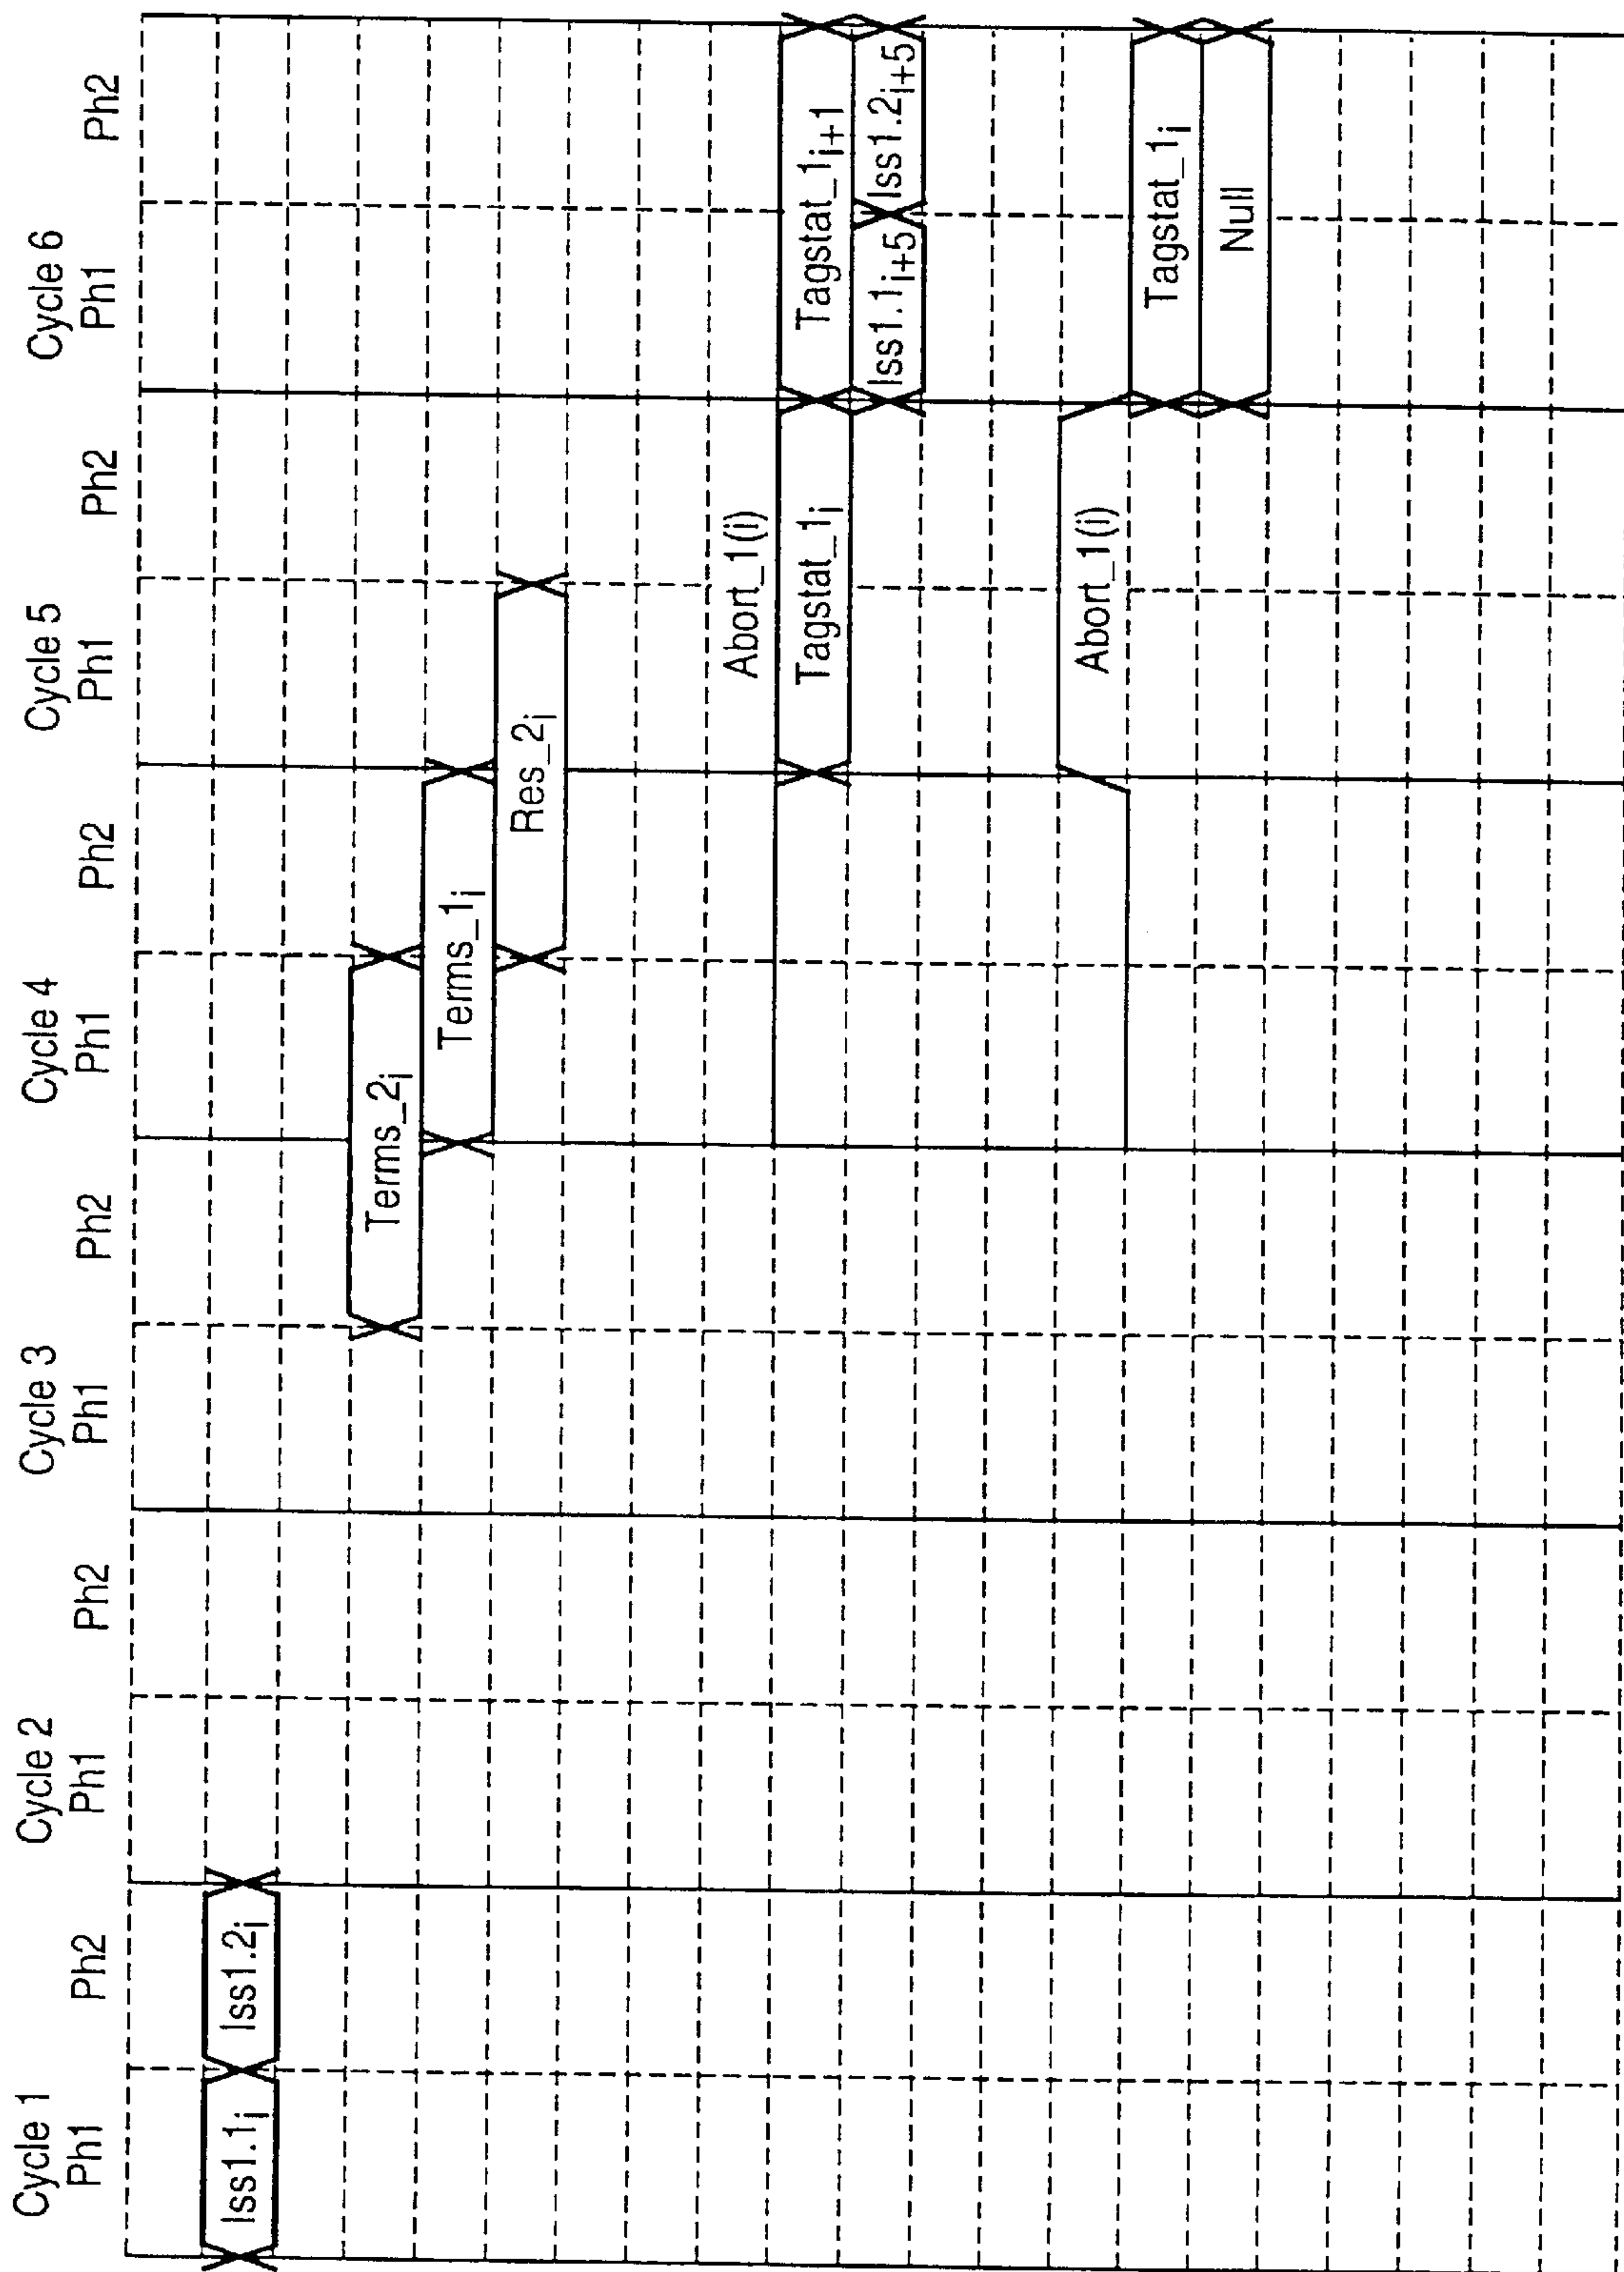 Cycle 1 Cycle 2 Cycle 3 Cycle 4 Cycle 5 Cycle 6
Ph1 Ph2 Ph1 Ph2 Ph1 Ph2 Ph1 Ph2 Ph1 Ph2 Ph1 Ph2
Iss1.1i Iss1.2i
Terms_2i
Terms_1i
Res_2i
Abort_1(i)
Tagstat_1i Tagstat_1i+1
Iss1.1i+5 Iss1.2i+5
Abort_1(i)
Tagstat_1i
Null